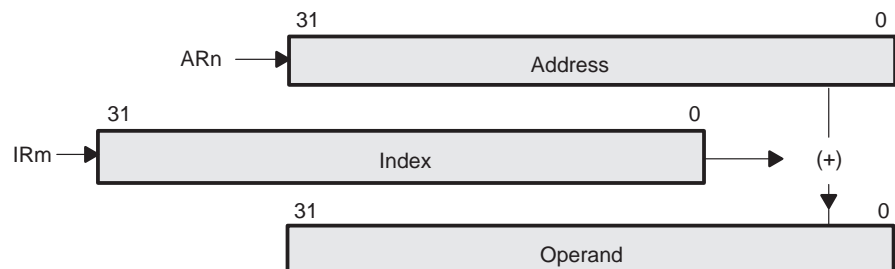 31 0
ARn Address
31 0
IRm Index (+)
31 0
Operand